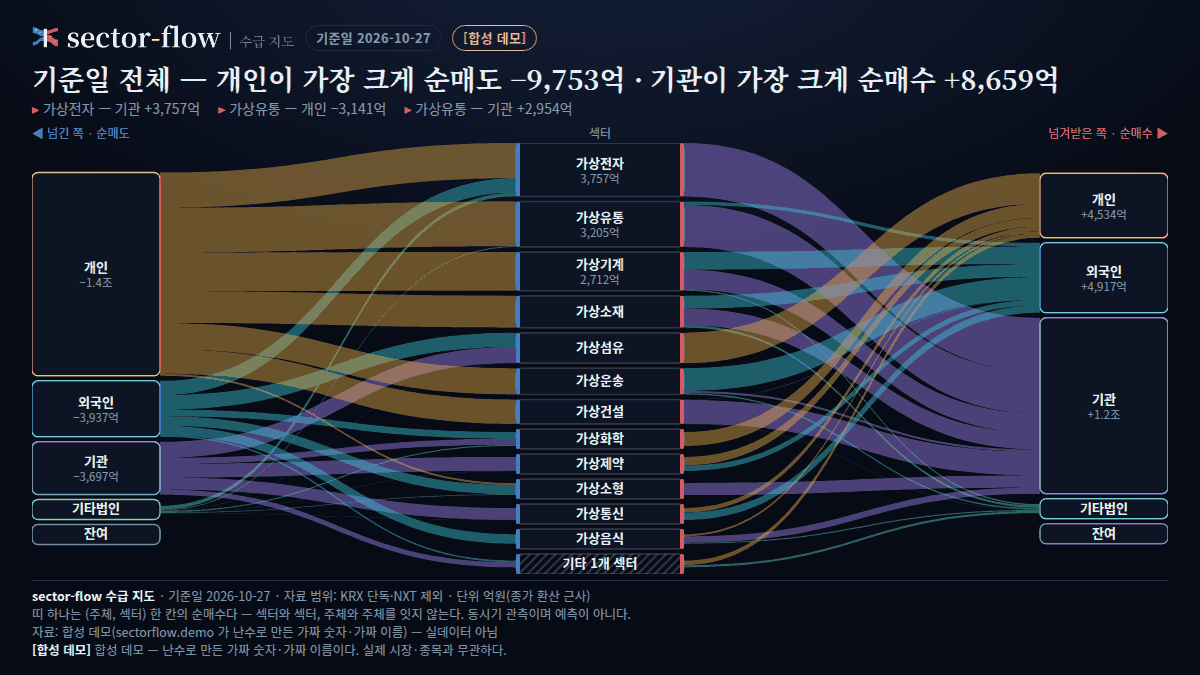 sector-flow | 수급 지도 기준일 2026-10-27 [합성 데모]
기준일 전체 — 개인이 가장 크게 순매도 −9,753억 · 기관이 가장 크게 순매수 +8,659억
▸ 가상전자 — 기관 +3,757억 ▸ 가상유통 — 개인 −3,141억 ▸ 가상유통 — 기관 +2,954억
◀ 넘긴 쪽 · 순매도
섹터
넘겨받은 쪽 · 순매수 ▶
개인
−1.4조
외국인
−3,937억
기관
−3,697억
기타법인
잔여
가상전자
3,757억
가상유통
3,205억
가상기계
2,712억
가상소재
가상섬유
가상운송
가상건설
가상화학
가상제약
가상소형
가상통신
가상음식
기타 1개 섹터
개인
+4,534억
외국인
+4,917억
기관
+1.2조
기타법인
잔여
sector-flow 수급 지도 · 기준일 2026-10-27 · 자료 범위: KRX 단독·NXT 제외 · 단위 억원(종가 환산 근사)
띠 하나는 (주체, 섹터) 한 칸의 순매수다 — 섹터와 섹터, 주체와 주체를 잇지 않는다. 동시기 관측이며 예측이 아니다.
자료: 합성 데모(sectorflow.demo 가 난수로 만든 가짜 숫자·가짜 이름) — 실데이터 아님
[합성 데모] 합성 데모 — 난수로 만든 가짜 숫자·가짜 이름이다. 실제 시장·종목과 무관하다.